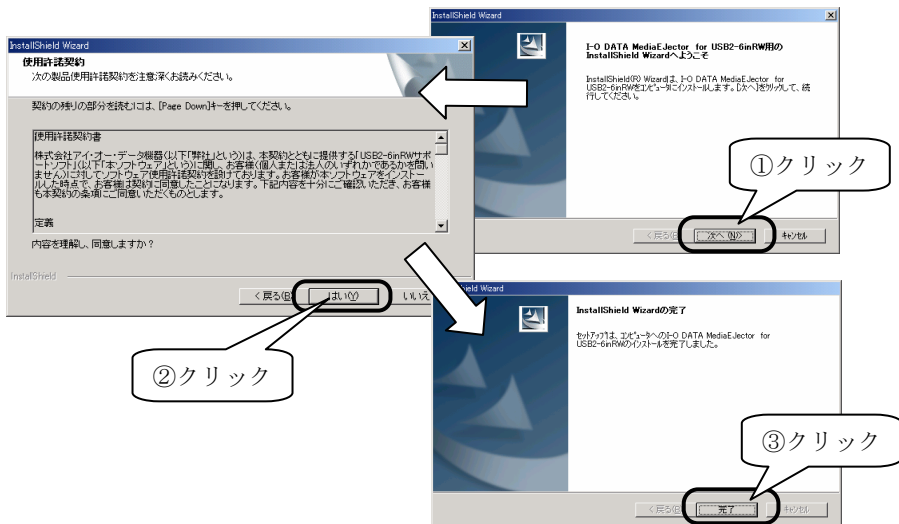 InstallShield Wizard
I-O DATA MediaEJector for USB2-6inRW用の
InstallShield Wizardへようこそ
InstallShield(R) Wizardは、I-O DATA MediaEJector for
USB2-6inRWをコンピュータにインストールします。[次へ]をクリックして、続
行してください。
①クリック
<戻る(B)
次へ(N)>
キャンセル
InstallShield Wizard
使用許諾契約
次の製品使用許諾契約を注意深くお読みください。
契約の残りの部分を読むには、[Page Down]キーを押してください。
使用許諾契約書
株式会社アイ・オー・データ機器(以下「弊社」という)は、本契約とともに提供する「USB2-6inRWサポ
ートソフト」(以下「本ソフトウェア」という)に関し、お客様(個人または法人のいずれかであるかを問い
ません)に対してソフトウェア使用許諾契約を設けております。お客様が本ソフトウェアをインストー
ルした時点で、お客様は契約に同意したことになります。下記内容を十分にご確認いただき、お客様
も本契約の条項にご同意いただくものとします。
定義
内容を理解し、同意しますか?
InstallShield
<戻る(B)
はい(Y)
いいえ
②クリック
Shield Wizard
InstallShield Wizardの完了
セットアップは、コンピュータへのI-O DATA MediaEJector for
USB2-6inRWのインストールを完了しました。
③クリック
<戻る(B)
完了
キャンセル